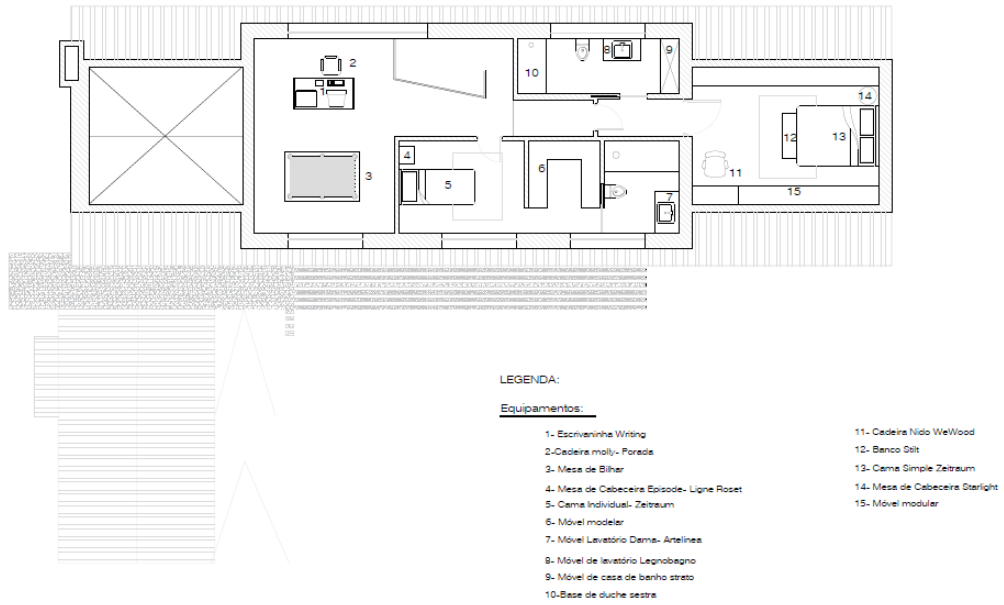 8
9
10
2
1
14
12
13
4
6
3
5
11
15
7
LEGENDA:
Equipamentos:
1- Escrivaninha Writing
2-Cadeira molly- Porada
3- Mesa de Bilhar
4- Mesa de Cabeceira Episode- Ligne Roset
5- Cama Individual- Zeitraum
6- Móvel modelar
7- Móvel Lavatório Dama- Artelinea
8- Móvel de lavatório Legnobagno
9- Móvel de casa de banho strato
10-Base de duche sestra
11- Cadeira Nido WeWood
12- Banco Stilt
13- Cama Simple Zeitraum
14- Mesa de Cabeceira Starlight
15- Móvel modular